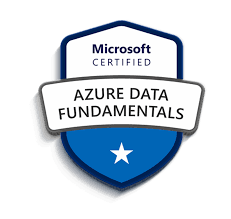 Microsoft
CERTIFIED
AZURE DATA
FUNDAMENTALS